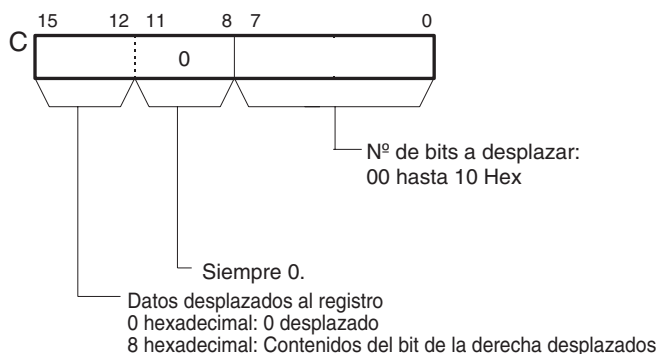 15 12 11 8 7 0
C
0
Nº de bits a desplazar:
00 hasta 10 Hex
Siempre 0.
Datos desplazados al registro
0 hexadecimal: 0 desplazado
8 hexadecimal: Contenidos del bit de la derecha desplazados